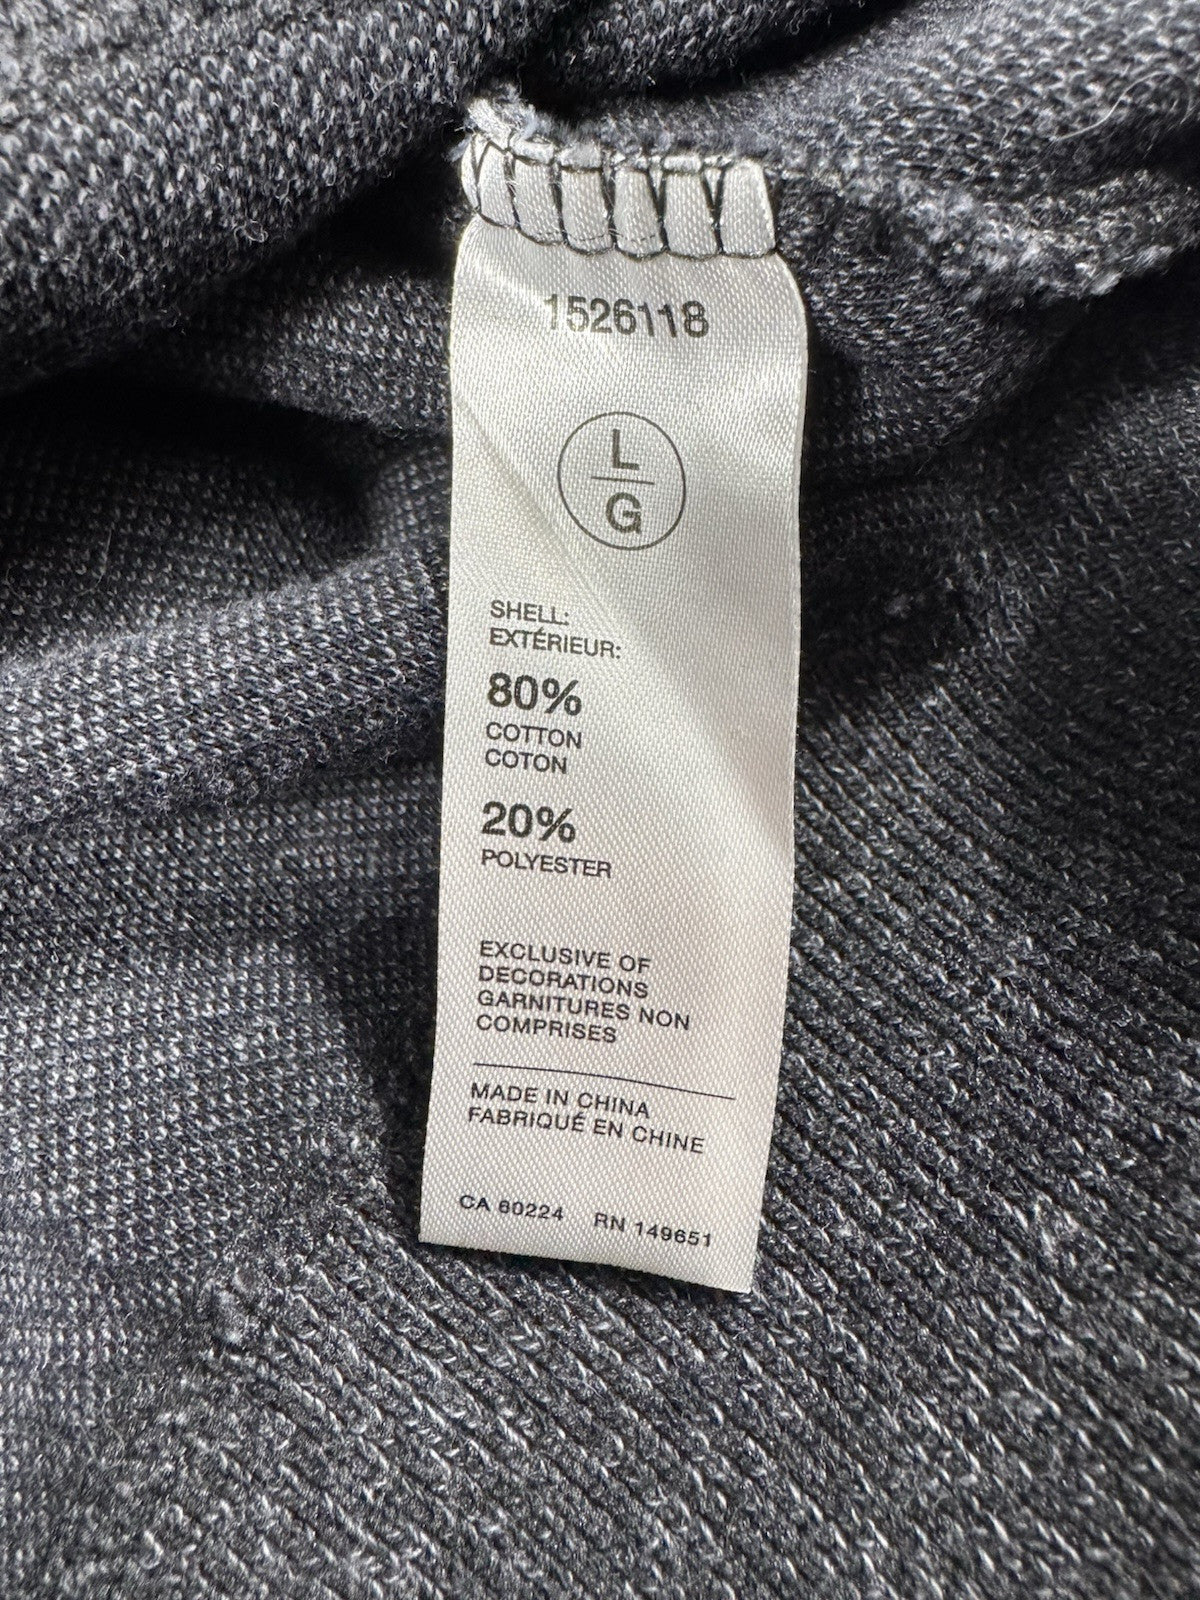 1526118
L
G
SHELL:
EXTÉRIEUR:
80%
COTTON
COTON
20%
POLYESTER
EXCLUSIVE OF
DECORATIONS
GARNITURES NON
COMPRISES
MADE IN CHINA
FABRIQUÉ EN CHINE
CA 60224 RN 149651